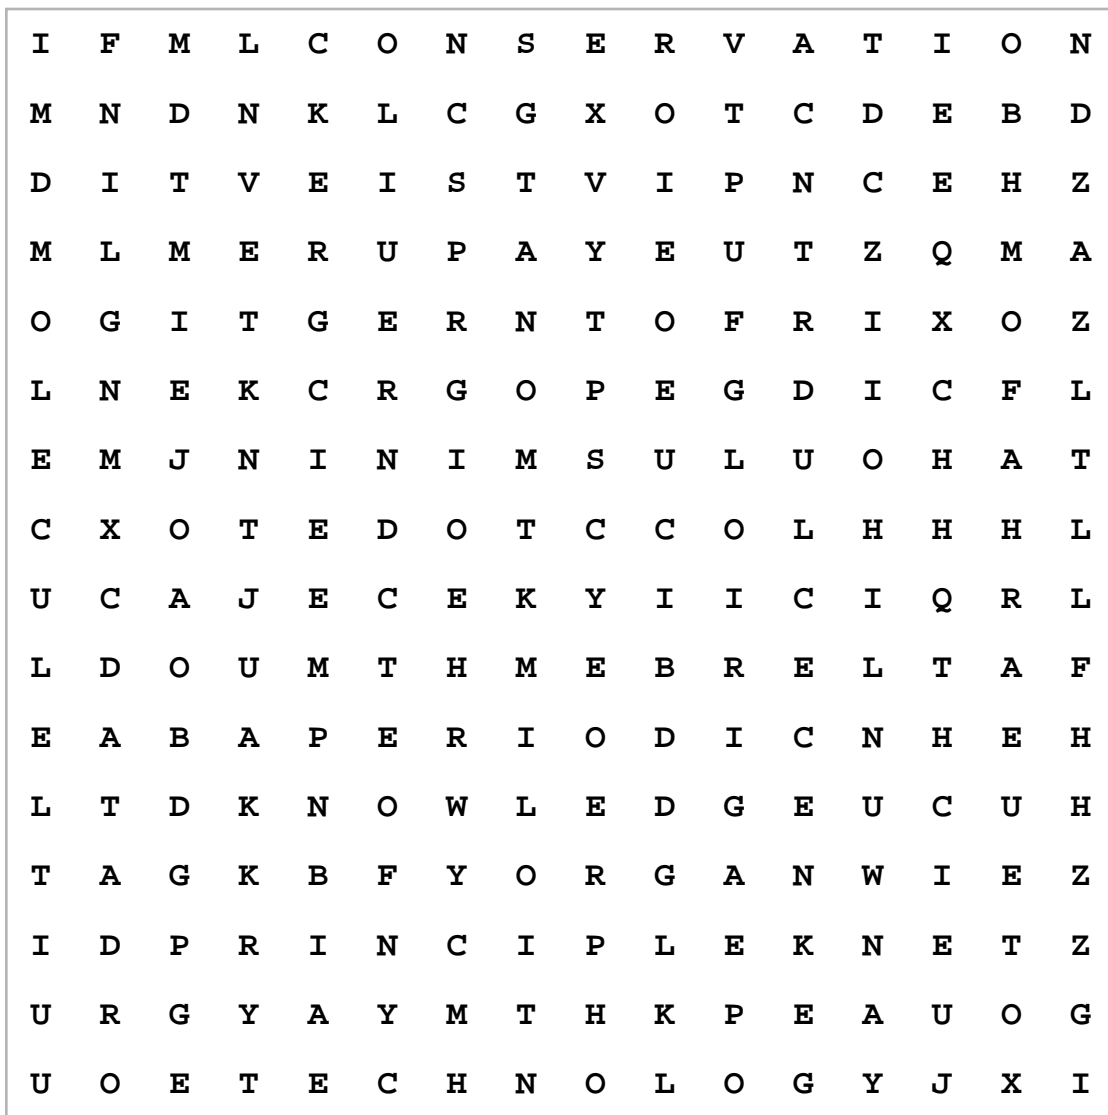 I F M L C O N S E R V A T I O N
M N D N K L C G X O T C D E B D
D I T V E I S T V I P N C E H Z
M L M E R U P A Y E U T Z Q M A
O G I T G E R N T O F R I X O Z
L N E K C R G O P E G D I C F L
E M J N I N I M S U L U O H A T
C X O T E D O T C C O L H H H L
U C A J E C E K Y I I C I Q R L
L D O U M T H M E B R E L T A F
E A B A P E R I O D I C N H E H
L T D K N O W L E D G E U C U H
T A G K B F Y O R G A N W I E Z
I D P R I N C I P L E K N E T Z
U R G Y A Y M T H K P E A U O G
U O E T E C H N O L O G Y J X I